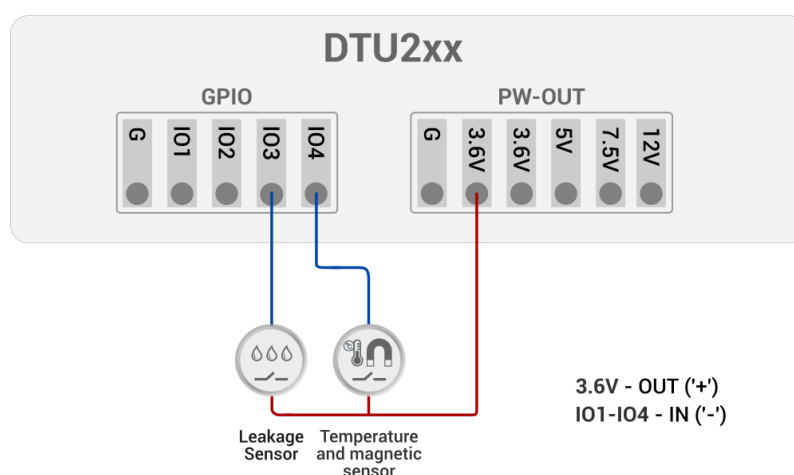 DTU2xx
GPIO
PW-OUT
G
IO1
IO2
IO3
IO4
G
3.6V
3.6V
5V
7.5V
12V
3.6V - OUT ('+')
IO1-IO4 - IN ('-')
Leakage
Sensor
Temperature
and magnetic
sensor